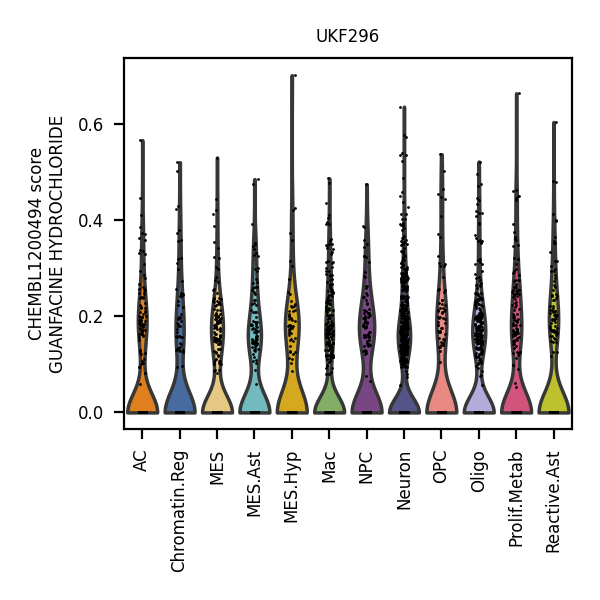 UKF296
CHEMBL1200494 score
GUANFACINE HYDROCHLORIDE
0.6
0.4
0.2
0.0
AC
Chromatin.Reg
MES
MES.Ast
MES.Hyp
Mac
NPC
Neuron
OPC
Oligo
Prolif.Metab
Reactive.Ast